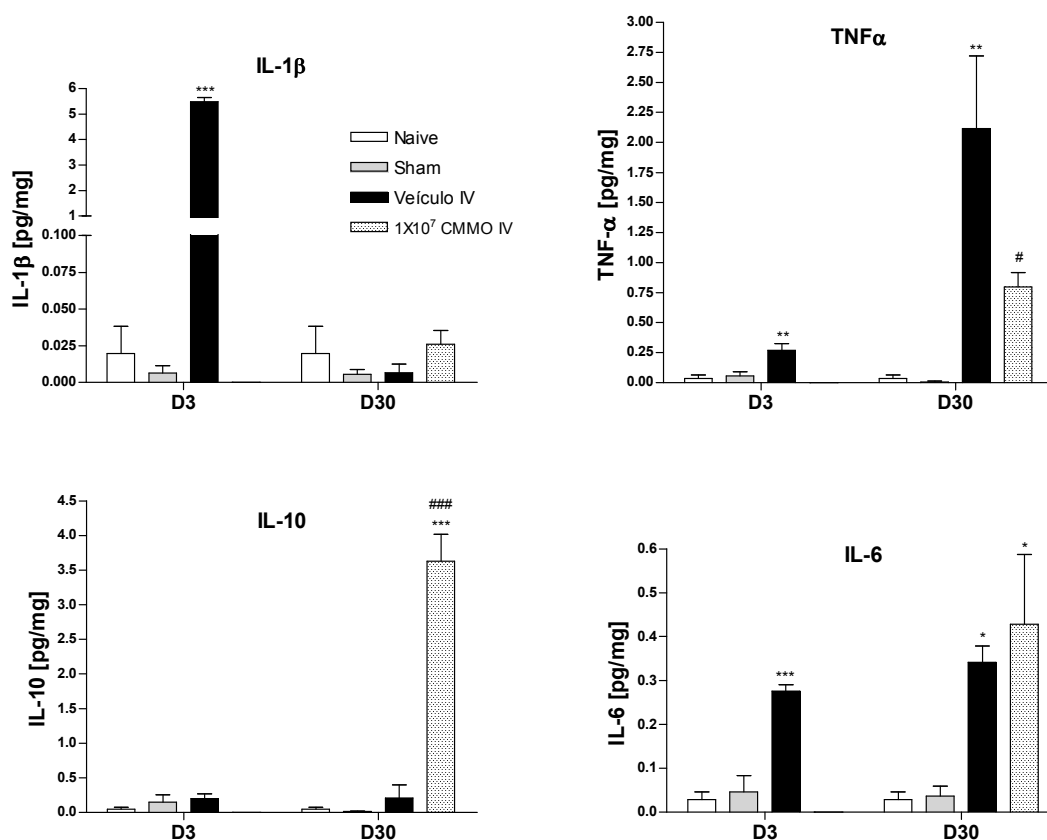 IL-1β
***
6
5
4
3
2
1
0.100
0.075
0.050
0.025
0.000
IL-1β [pg/mg]
D3
D30
Naive
Sham
Veículo IV
1X10⁷ CMMO IV
TNFα
3.00
2.75
2.50
2.25
2.00
1.75
1.50
1.25
1.00
0.75
0.50
0.25
0.00
TNF-α [pg/mg]
**
**
#
D3
D30
IL-10
4.5
4.0
3.5
3.0
2.5
2.0
1.5
1.0
0.5
0.0
IL-10 [pg/mg]
###
***
D3
D30
IL-6
0.6
0.5
0.4
0.3
0.2
0.1
0.0
IL-6 [pg/mg]
***
*
*
D3
D30